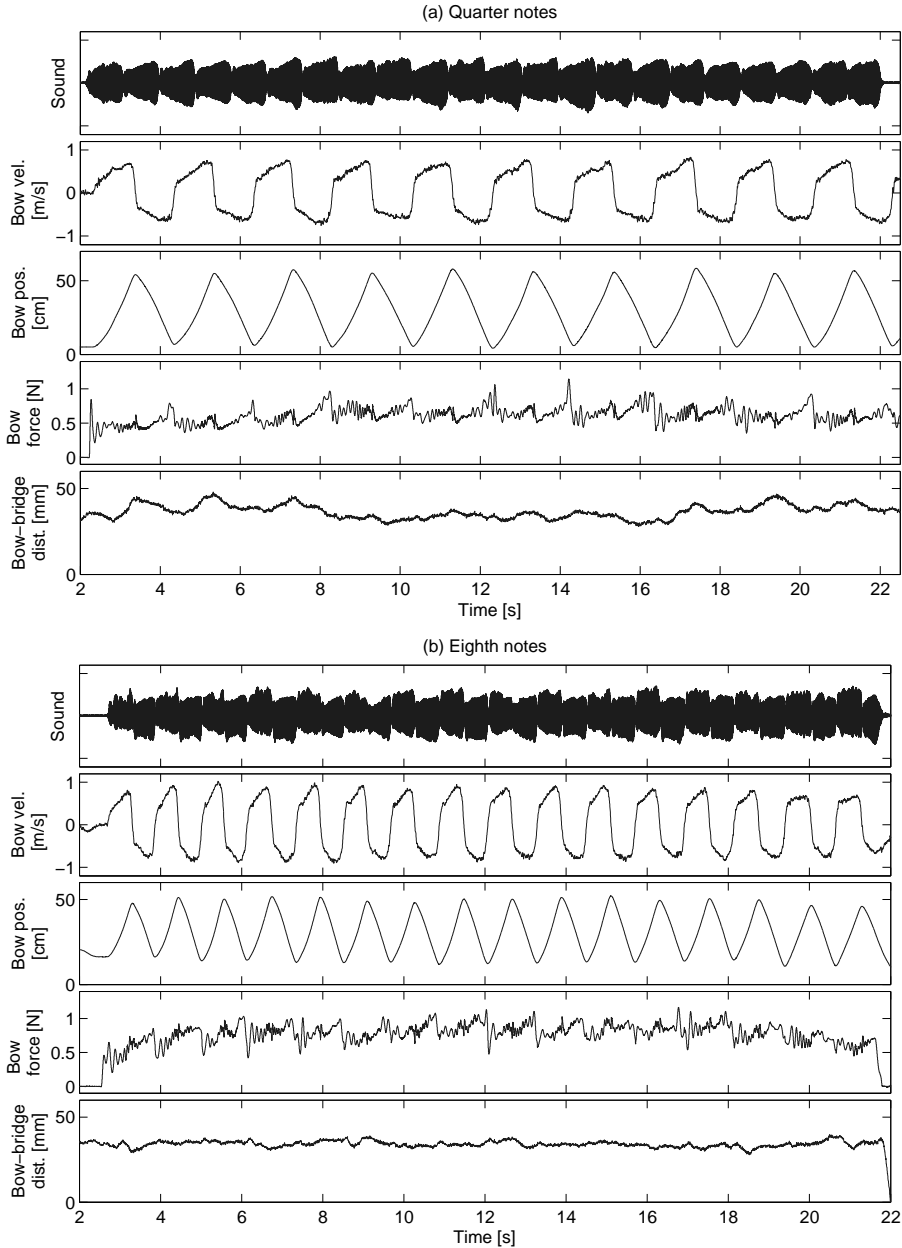 (a) Quarter notes
Sound
Bow vel.
[m/s]
1
0
−1
Bow pos.
[cm]
50
0
Bow
force [N]
1
0.5
0
Bow−bridge
dist. [mm]
50
0
2 4 6 8 10 12 14 16 18 20 22
Time [s]
(b) Eighth notes
Sound
Bow vel.
[m/s]
1
0
−1
Bow pos.
[cm]
50
0
Bow
force [N]
1
0.5
0
Bow−bridge
dist. [mm]
50
0
2 4 6 8 10 12 14 16 18 20 22
Time [s]